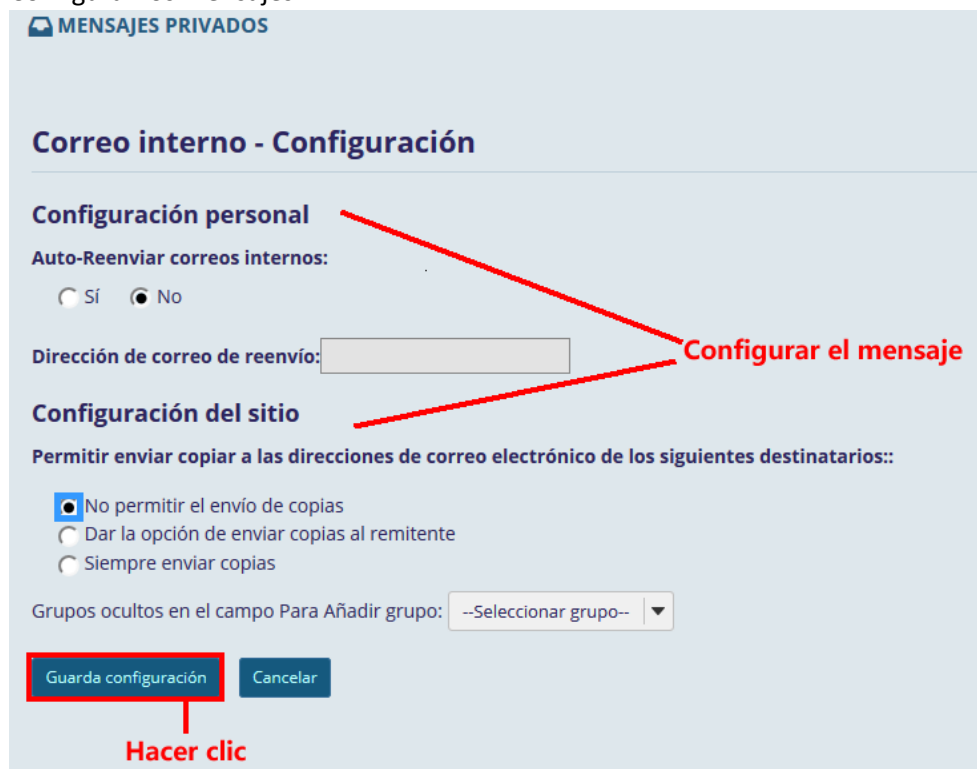 MENSAJES PRIVADOS
Correo interno - Configuración
Configuración personal
Auto-Reenviar correos internos:
Sí No
Dirección de correo de reenvío:
Configurar el mensaje
Configuración del sitio
Permitir enviar copiar a las direcciones de correo electrónico de los siguientes destinatarios::
No permitir el envío de copias
Dar la opción de enviar copias al remitente
Siempre enviar copias
Grupos ocultos en el campo Para Añadir grupo: --Seleccionar grupo--
Guarda configuración Cancelar
Hacer clic